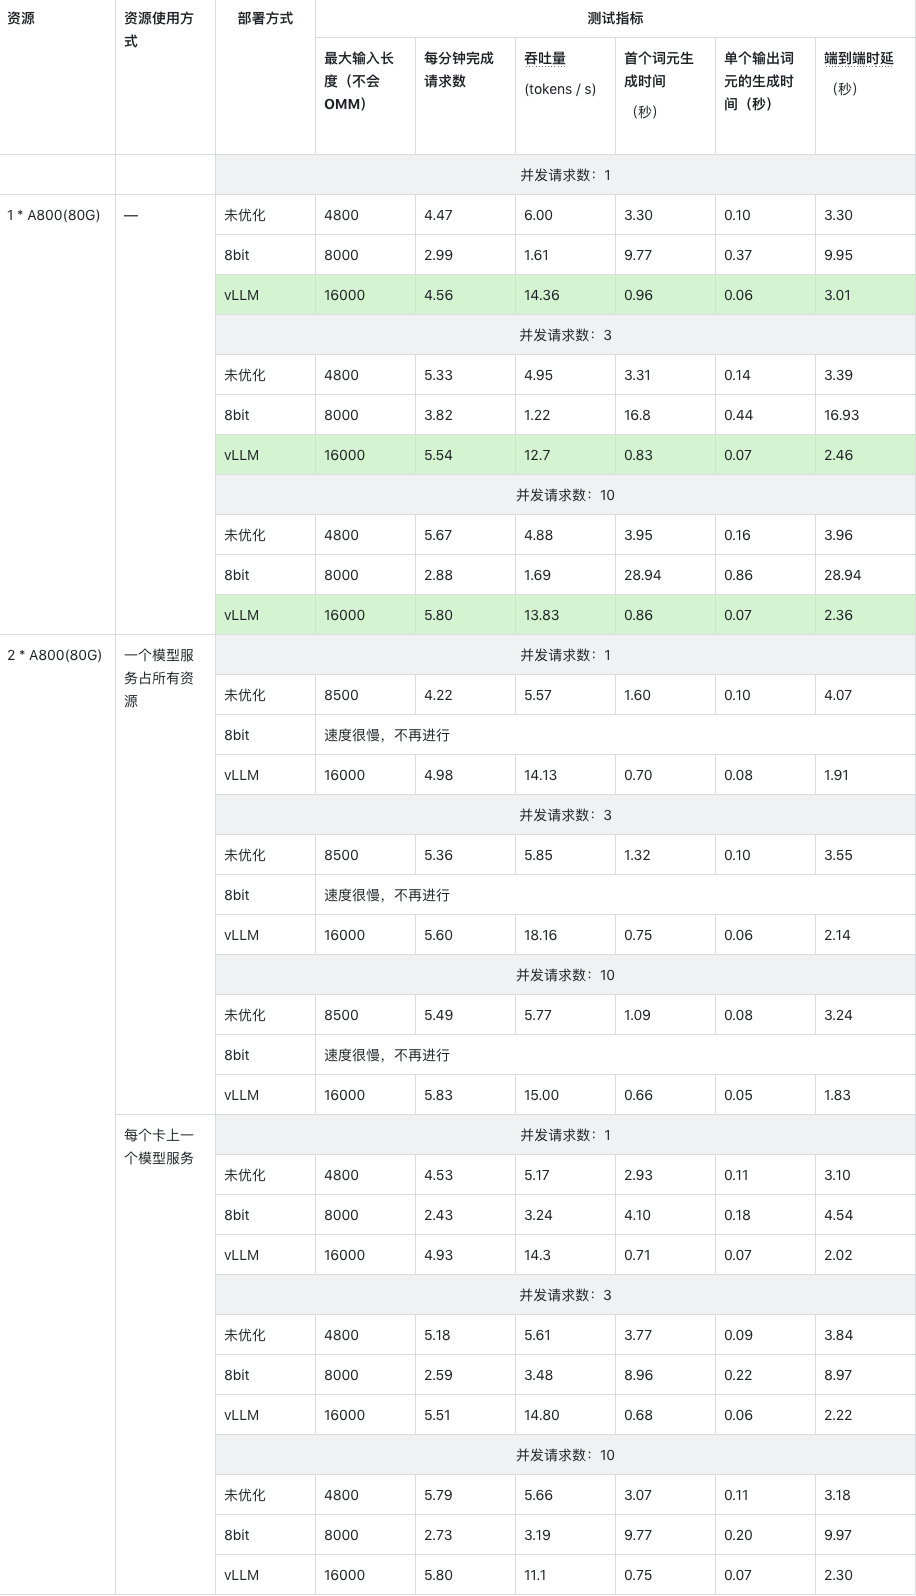 资源 资源使用方式 部署方式 测试指标
最大输入长度（不会OMM） 每分钟完成请求数 吞吐量 (tokens / s) 首个词元生成时间 （秒） 单个输出词元的生成时间（秒） 端到端时延 （秒）
并发请求数：1
1 * A800(80G) — 未优化 4800 4.47 6.00 3.30 0.10 3.30
8bit 8000 2.99 1.61 9.77 0.37 9.95
vLLM 16000 4.56 14.36 0.96 0.06 3.01
并发请求数：3
未优化 4800 5.33 4.95 3.31 0.14 3.39
8bit 8000 3.82 1.22 16.8 0.44 16.93
vLLM 16000 5.54 12.7 0.83 0.07 2.46
并发请求数：10
未优化 4800 5.67 4.88 3.95 0.16 3.96
8bit 8000 2.88 1.69 28.94 0.86 28.94
vLLM 16000 5.80 13.83 0.86 0.07 2.36
2 * A800(80G) 一个模型服务占所有资源 并发请求数：1
未优化 8500 4.22 5.57 1.60 0.10 4.07
8bit 速度很慢，不再进行
vLLM 16000 4.98 14.13 0.70 0.08 1.91
并发请求数：3
未优化 8500 5.36 5.85 1.32 0.10 3.55
8bit 速度很慢，不再进行
vLLM 16000 5.60 18.16 0.75 0.06 2.14
并发请求数：10
未优化 8500 5.49 5.77 1.09 0.08 3.24
8bit 速度很慢，不再进行
vLLM 16000 5.83 15.00 0.66 0.05 1.83
每个卡上一个模型服务 并发请求数：1
未优化 4800 4.53 5.17 2.93 0.11 3.10
8bit 8000 2.43 3.24 4.10 0.18 4.54
vLLM 16000 4.93 14.3 0.71 0.07 2.02
并发请求数：3
未优化 4800 5.18 5.61 3.77 0.09 3.84
8bit 8000 2.59 3.48 8.96 0.22 8.97
vLLM 16000 5.51 14.80 0.68 0.06 2.22
并发请求数：10
未优化 4800 5.79 5.66 3.07 0.11 3.18
8bit 8000 2.73 3.19 9.77 0.20 9.97
vLLM 16000 5.80 11.1 0.75 0.07 2.30